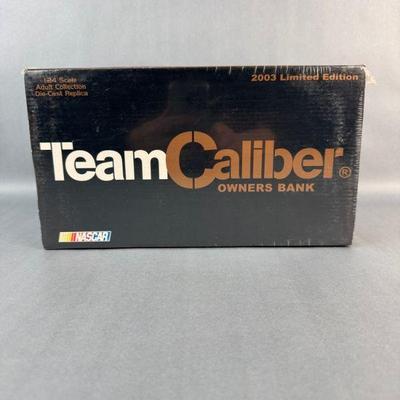 1:24 Scale
Adult Collection
Die-Cast Replica
2003 Limited Edition
TeamCaliber®
OWNERS BANK
NASCAR